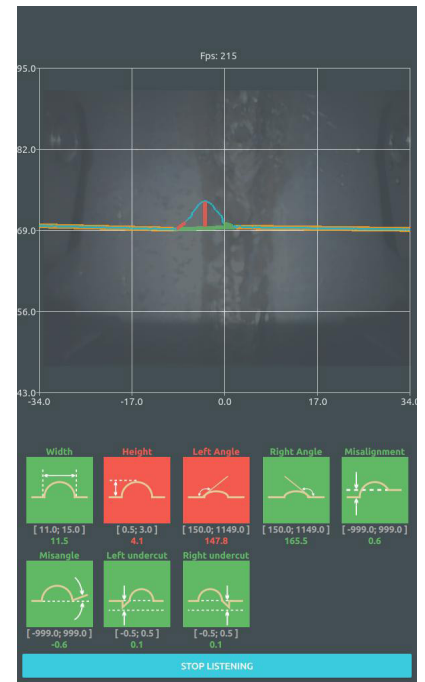 Fps: 215
95.0
82.0
69.0
56.0
43.0
-34.0 -17.0 0.0 17.0 34.0
Width Height Left Angle Right Angle Misalignment
[ 11.0; 15.0 ] [ 0.5; 3.0 ] [ 150.0; 1149.0 ] [ 150.0; 1149.0 ] [ -999.0; 999.0 ]
11.5 4.1 147.8 165.5 0.6
Misangle Left undercut Right undercut
[ -999.0; 999.0 ] [ -0.5; 0.5 ] [ -0.5; 0.5 ]
-0.6 0.1 0.1
STOP LISTENING